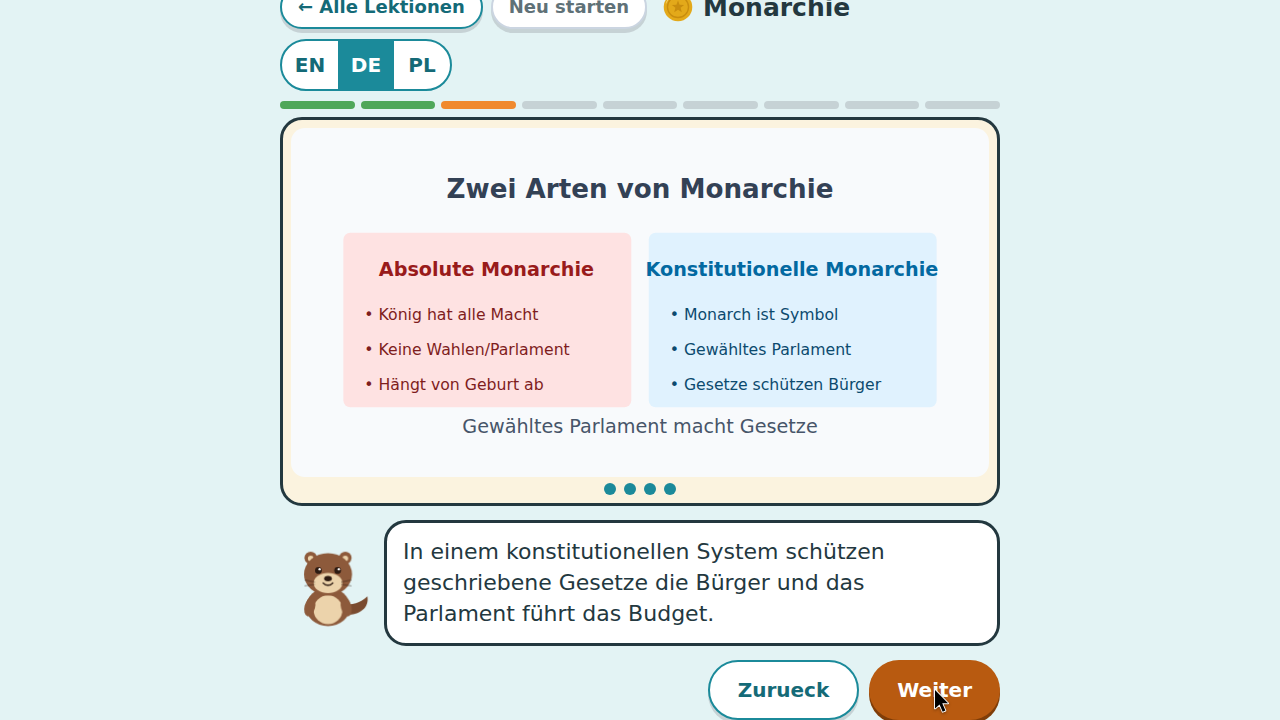 ← Alle Lektionen
Neu starten
Monarchie
EN DE PL
Zwei Arten von Monarchie
Absolute Monarchie
• König hat alle Macht
• Keine Wahlen/Parlament
• Hängt von Geburt ab
Konstitutionelle Monarchie
• Monarch ist Symbol
• Gewähltes Parlament
• Gesetze schützen Bürger
Gewähltes Parlament macht Gesetze
In einem konstitutionellen System schützen
geschriebene Gesetze die Bürger und das
Parlament führt das Budget.
Zurueck
Weiter